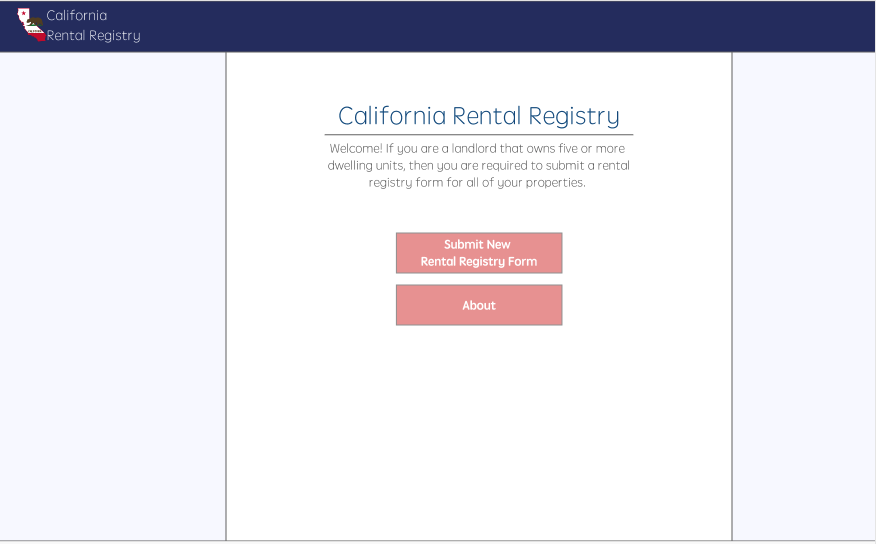 California
Rental Registry
California Rental Registry
Welcome! If you are a landlord that owns five or more
dwelling units, then you are required to submit a rental
registry form for all of your properties.
Submit New
Rental Registry Form
About